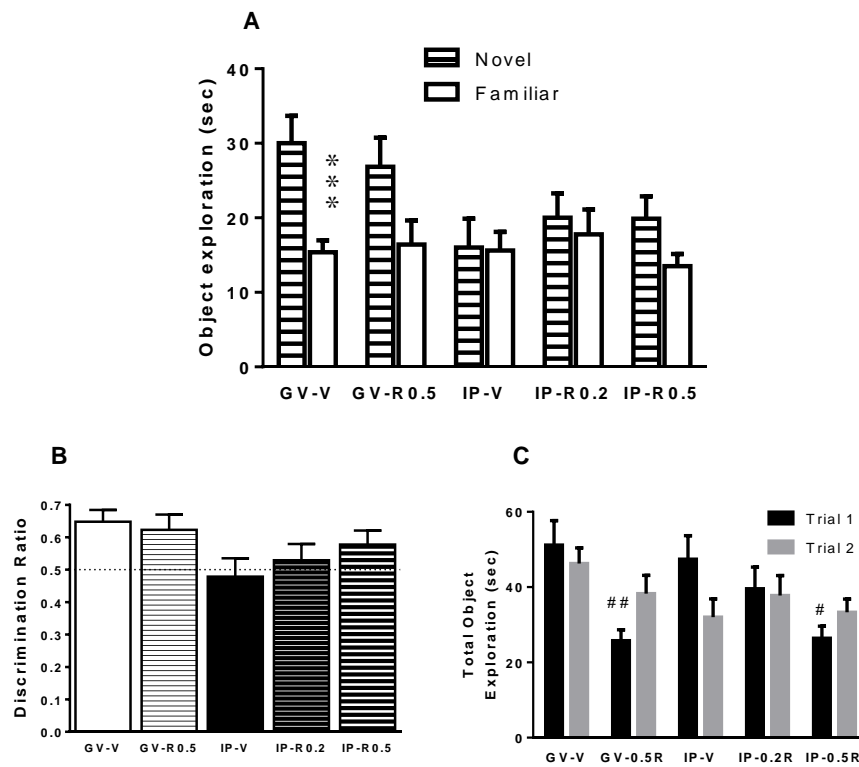 A
Novel
Familiar
Object exploration (sec)
40
30
20
10
0
***
GV-V GV-R0.5 IP-V IP-R0.2 IP-R0.5
B
Discrimination Ratio
0.7
0.6
0.5
0.4
0.3
0.2
0.1
0.0
GV-V GV-R0.5 IP-V IP-R0.2 IP-R0.5
C
Trial 1
Trial 2
Total Object
Exploration (sec)
60
40
20
0
##
#
GV-V GV-0.5R IP-V IP-0.2R IP-0.5R